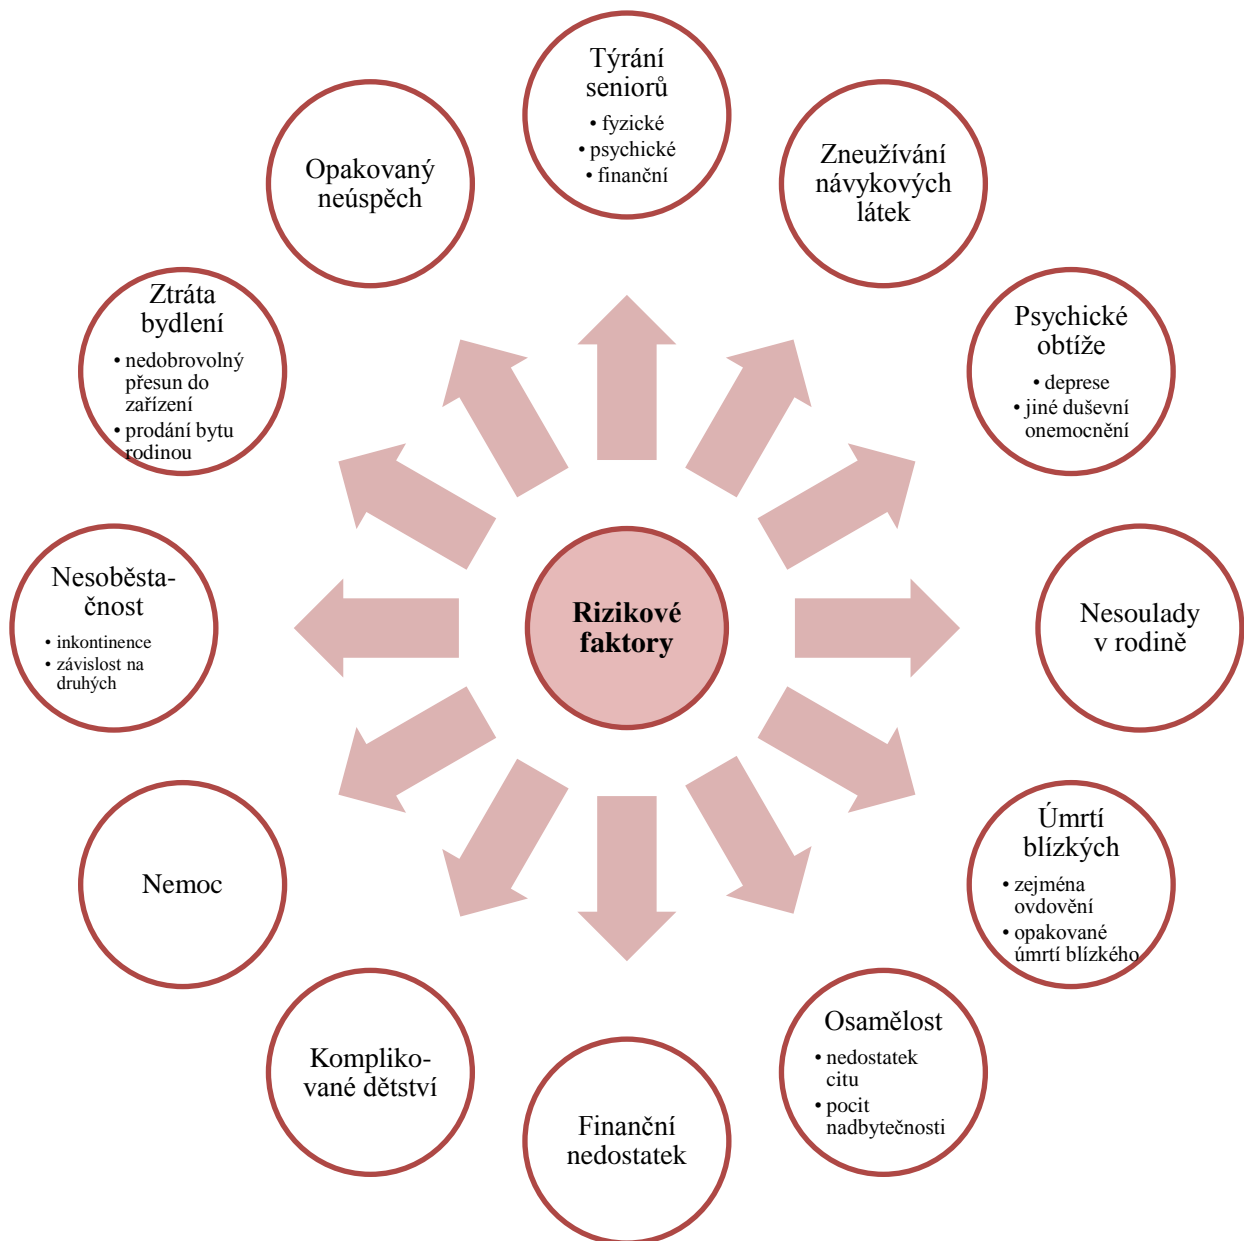 Týrání
seniorů
• fyzické
• psychické
• finanční
Zneužívání
návykových
látek
Psychické
obtíže
• deprese
• jiné duševní
onemocnění
Nesoulady
v rodině
Úmrtí
blízkých
• zejména
ovdovění
• opakované
úmrtí blízkého
Osamělost
• nedostatek
citu
• pocit
nadbytečnosti
Finanční
nedostatek
Kompliko-
vané dětství
Nemoc
Nesoběsta-
čnost
• inkontinence
• závislost na
druhých
Ztráta
bydlení
• nedobrovolný
přesun do
zařízení
• prodání bytu
rodinou
Opakovaný
neúspěch
Rizikové
faktory